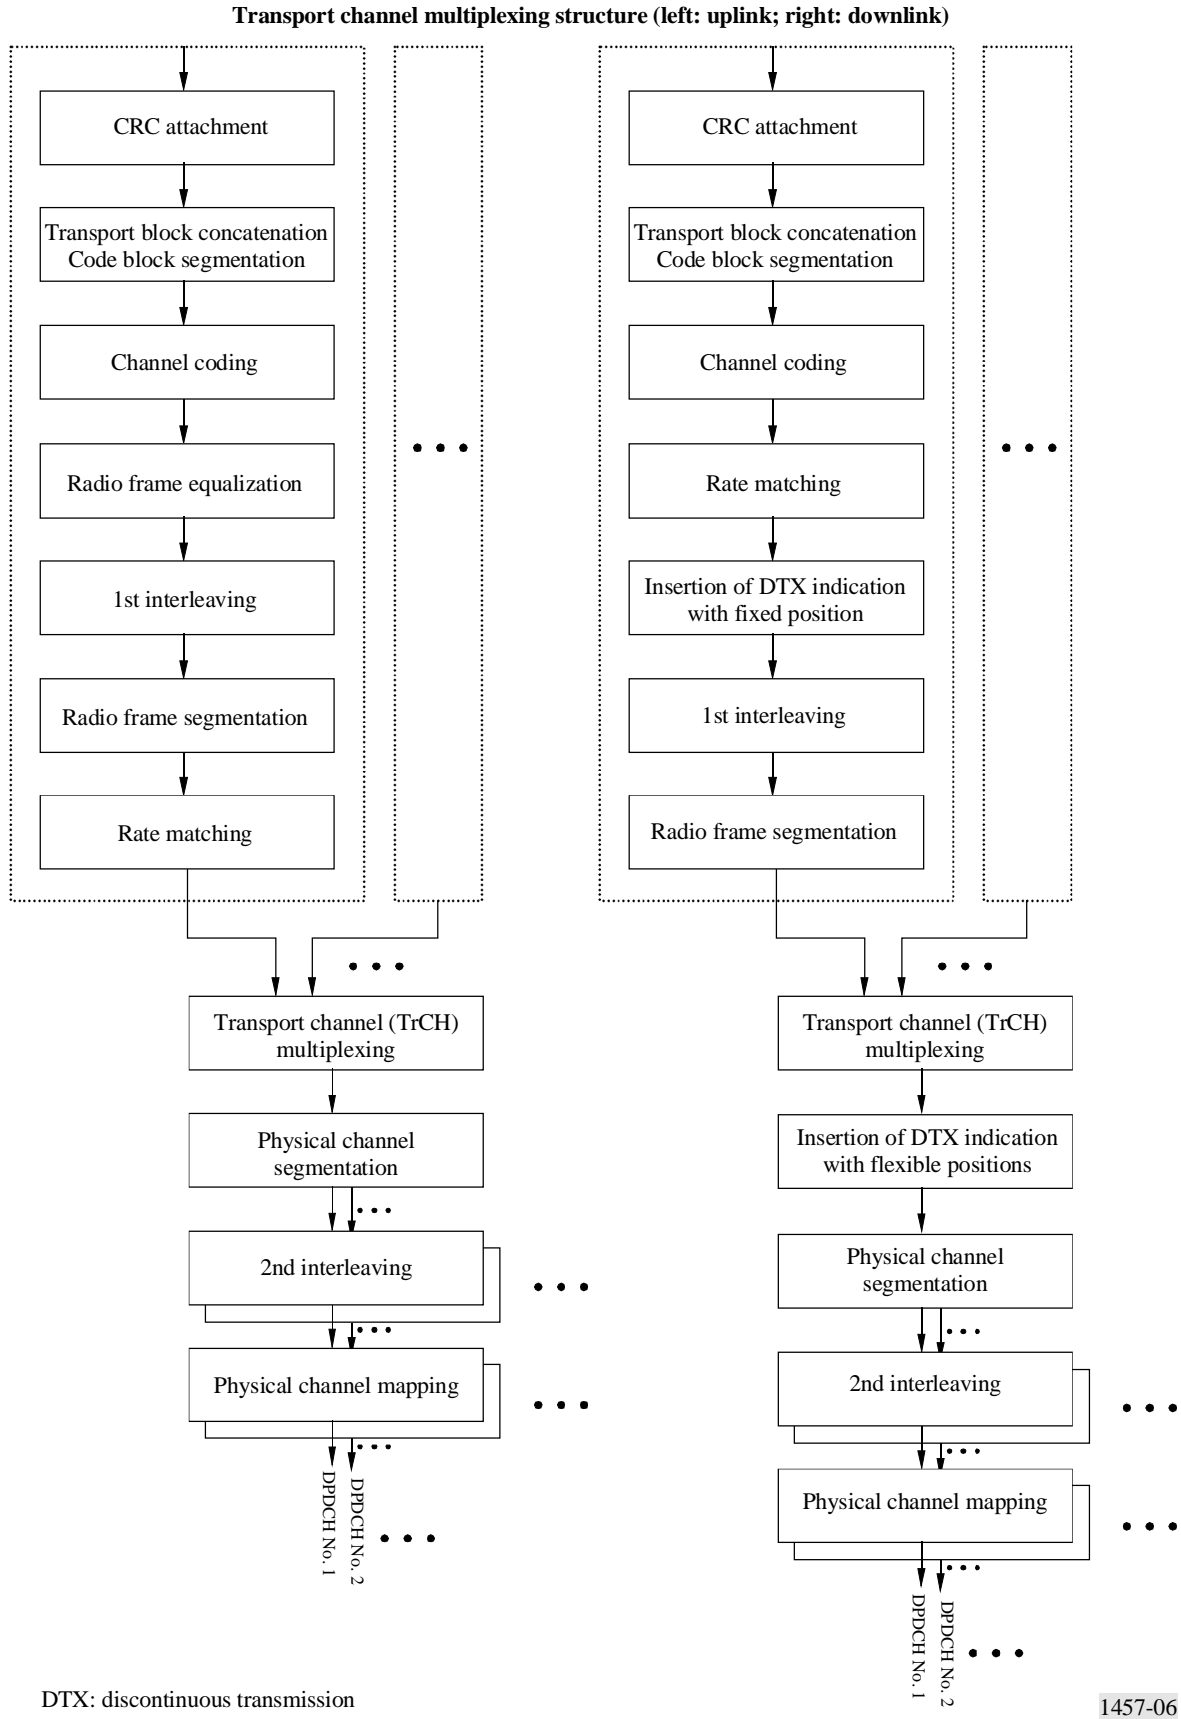 Transport channel multiplexing structure (left: uplink; right: downlink)
CRC attachment
Transport block concatenation
Code block segmentation
Channel coding
Radio frame equalization
1st interleaving
Radio frame segmentation
Rate matching
Transport channel (TrCH)
multiplexing
Physical channel
segmentation
2nd interleaving
Physical channel mapping
DPDCH No. 1
DPDCH No. 2
CRC attachment
Transport block concatenation
Code block segmentation
Channel coding
Rate matching
Insertion of DTX indication
with fixed position
1st interleaving
Radio frame segmentation
Transport channel (TrCH)
multiplexing
Insertion of DTX indication
with flexible positions
Physical channel
segmentation
2nd interleaving
Physical channel mapping
DPDCH No. 1
DPDCH No. 2
DTX: discontinuous transmission
1457-06